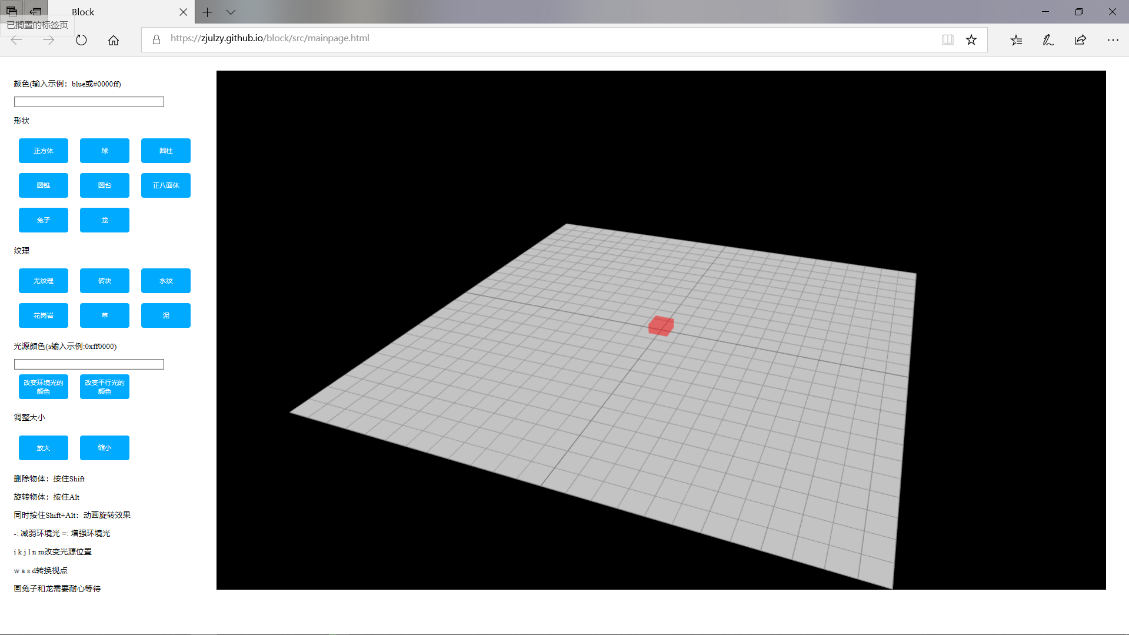 Block
已搁置的标签页
https://zjulzy.github.io/block/src/mainpage.html
颜色(输入示例：blue或#0000ff)
形状
正方体 球 圆柱
圆锥 圆台 正八面体
兔子 龙
纹理
无纹理 砖块 水纹
花岗岩 草 泥
光源颜色(s输入示例:0xff0000)
改变环境光的颜色 改变平行光的颜色
调整大小
放大 缩小
删除物体：按住Shift
旋转物体：按住Alt
同时按住Shift+Alt：动画旋转效果
-: 减弱环境光 =: 增强环境光
i k j l n m改变光源位置
w a s d转换视点
画兔子和龙需要耐心等待